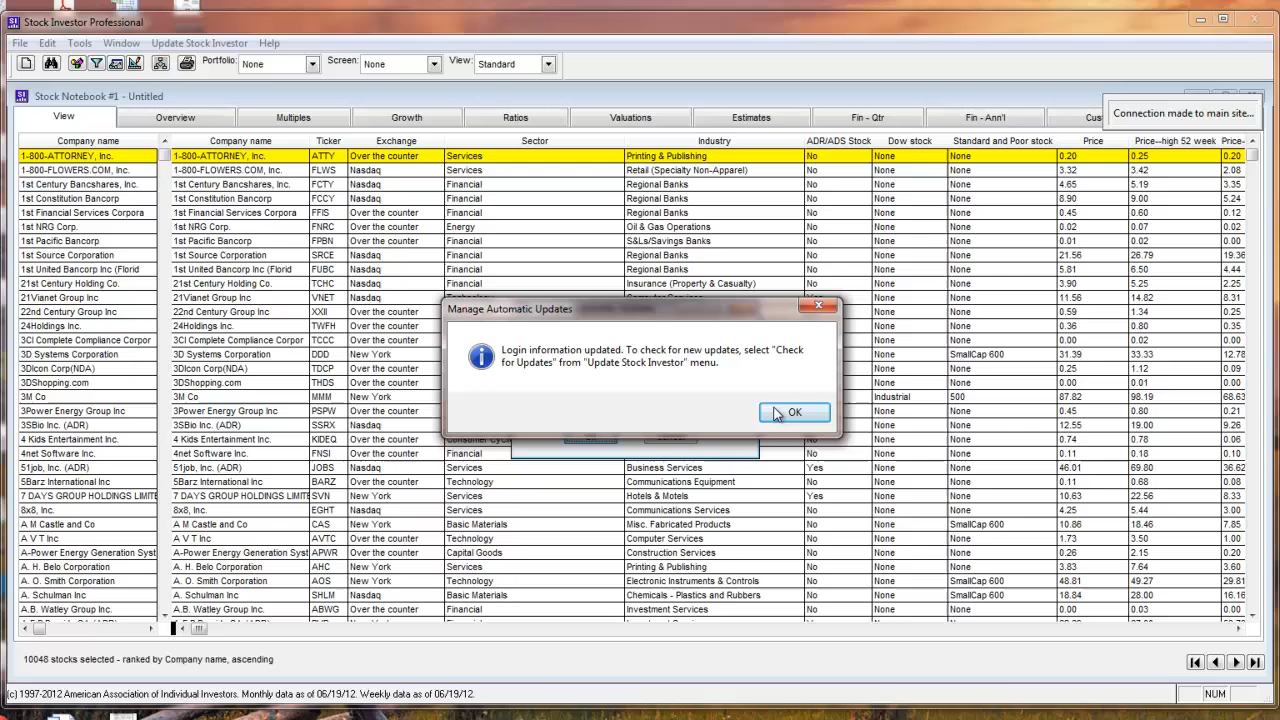 Stock Investor Professional
File Edit Tools Window Update Stock Investor Help
Portfolio: None Screen: None View: Standard
Stock Notebook #1 - Untitled
View Overview Multiples Growth Ratios Valuations Estimates Fin - Qtr Fin - Ann'l Cus
Connection made to main site...
Company name Company name Ticker Exchange Sector Industry ADR/ADS Stock Dow stock Standard and Poor stock Price Price--high 52 week Price-
1-800-ATTORNEY, Inc. 1-800-ATTORNEY, Inc. ATTY Over the counter Services Printing & Publishing No None None 0.20 0.25 0.20
1-800-FLOWERS.COM, Inc. 1-800-FLOWERS.COM, Inc. FLWS Nasdaq Services Retail (Specialty Non-Apparel) No None None 3.32 3.42 2.08
1st Century Bancshares, Inc. 1st Century Bancshares, Inc. FCTY Nasdaq Financial Regional Banks No None None 4.65 5.19 3.35
1st Constitution Bancorp 1st Constitution Bancorp FCCY Nasdaq Financial Regional Banks No None None 8.90 9.00 5.24
1st Financial Services Corpora 1st Financial Services Corpora FFIS Over the counter Financial Regional Banks No None None 0.45 0.60 0.12
1st NRG Corp. 1st NRG Corp. FNRC Over the counter Energy Oil & Gas Operations No None None 0.02 0.07 0.02
1st Pacific Bancorp 1st Pacific Bancorp FPBN Over the counter Financial S&Ls/Savings Banks No None None 0.01 0.02 0.00
1st Source Corporation 1st Source Corporation SRCE Nasdaq Financial Regional Banks No None None 21.56 26.79 19.36
1st United Bancorp Inc (Florid 1st United Bancorp Inc (Florid FUBC Nasdaq Financial Regional Banks No None None 5.81 6.50 4.44
21st Century Holding Co. 21st Century Holding Co. TCHC Nasdaq Financial Insurance (Property & Casualty) No None None 3.90 5.25 2.13
21Vianet Group Inc 21Vianet Group Inc VNET Nasdaq None None 11.56 14.82 8.31
22nd Century Group Inc 22nd Century Group Inc XXII Over the counter None None 0.59 1.34 0.25
24Holdings Inc. 24Holdings Inc. TWFH Over the counter None None 0.36 0.80 0.35
3CI Complete Compliance Corpor 3CI Complete Compliance Corpor TCCC Over the counter None None 0.21 0.42 0.20
3D Systems Corporation 3D Systems Corporation DDD New York None SmallCap 600 31.39 33.33 12.78
3DIcon Corp(TDCP) 3DIcon Corp(TDCP) TDCP Over the counter None None 0.25 1.12 0.09
3DShopping.com 3DShopping.com THDS Over the counter None None 0.00 0.01 0.00
3M Co 3M Co MMM New York Industrial 500 87.82 98.19 68.63
3Power Energy Group Inc 3Power Energy Group Inc PSPW Over the counter None None 0.45 0.80 0.21
3SBio Inc. (ADR) 3SBio Inc. (ADR) SSRX Nasdaq None None 12.55 19.00 9.26
4 Kids Entertainment Inc. 4 Kids Entertainment Inc. KIDEQ Over the counter None None 0.74 0.78 0.06
4net Software Inc. 4net Software Inc. FNSI Over the counter Financial Misc. Financial Services No None None 0.11 0.18 0.10
51job, Inc. (ADR) 51job, Inc. (ADR) JOBS Nasdaq Services Business Services Yes None None 46.01 69.80 36.62
5Barz International Inc 5Barz International Inc BARZ Over the counter Technology Communications Equipment No None None 0.11 0.68 0.08
7 DAYS GROUP HOLDINGS LIMITE 7 DAYS GROUP HOLDINGS LIMITE SVN New York Services Hotels & Motels Yes None None 10.63 22.56 8.33
8x8, Inc. 8x8, Inc. EGHT Nasdaq Services Communications Services No None None 4.25 5.44 3.00
A M Castle and Co A M Castle and Co CAS New York Basic Materials Misc. Fabricated Products No None SmallCap 600 10.86 18.46 7.85
A V T Inc A V T Inc AVTC Over the counter Technology Computer Services No None None 1.73 3.50 1.00
A-Power Energy Generation Syst A-Power Energy Generation Syst APWR Over the counter Capital Goods Construction Services No None None 0.26 2.15 0.20
A. H. Belo Corporation A. H. Belo Corporation AHC New York Services Printing & Publishing No None None 3.83 7.64 3.60
A. O. Smith Corporation A. O. Smith Corporation AOS New York Technology Electronic Instruments & Controls No None SmallCap 600 48.81 49.27 29.81
A. Schulman Inc A. Schulman Inc SHLM Nasdaq Basic Materials Chemicals - Plastics and Rubbers No None SmallCap 600 18.84 28.00 16.16
A.B. Watley Group Inc. A.B. Watley Group Inc. ABWG Over the counter Financial Investment Services No None None 0.00 0.03 0.00
Manage Automatic Updates
Login information updated. To check for new updates, select "Check
for Updates" from "Update Stock Investor" menu.
OK
10048 stocks selected - ranked by Company name, ascending
(c) 1997-2012 American Association of Individual Investors. Monthly data as of 06/19/12. Weekly data as of 06/19/12. NUM